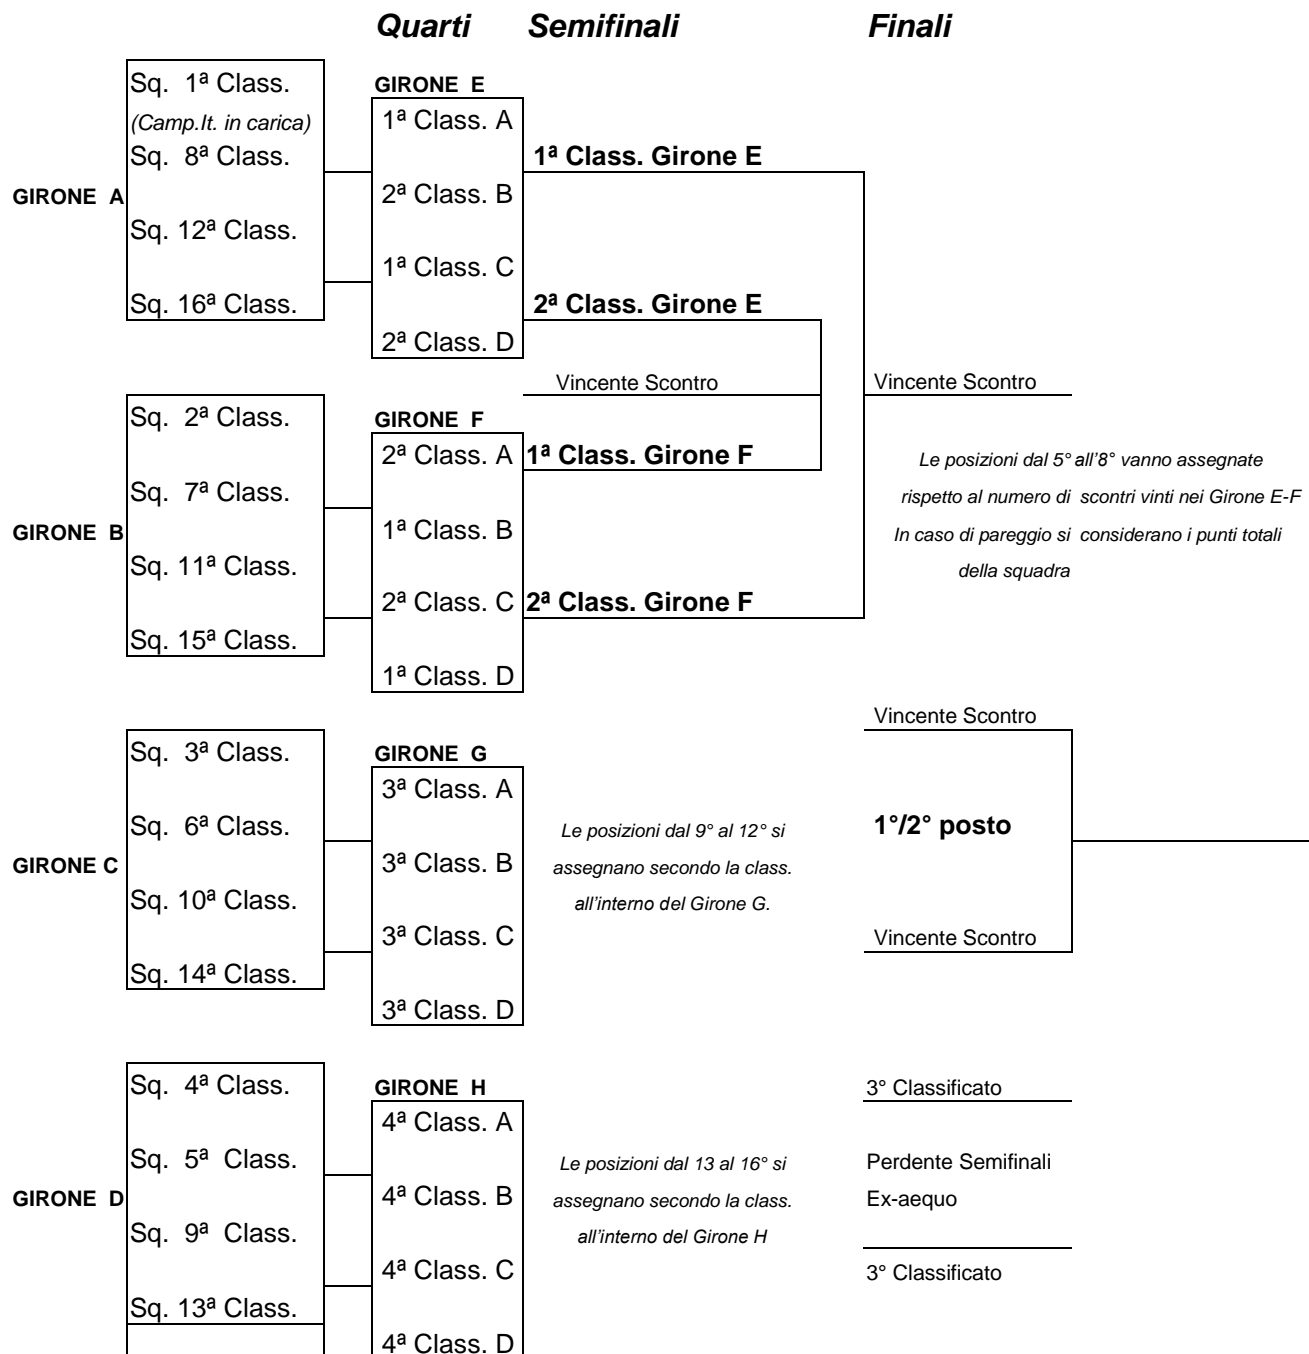 Quarti Semifinali Finali
Sq. 1ª Class. GIRONE E
(Camp.It. in carica) 1ª Class. A
Sq. 8ª Class. 1ª Class. Girone E
GIRONE A 2ª Class. B
Sq. 12ª Class.
1ª Class. C
Sq. 16ª Class. 2ª Class. Girone E
2ª Class. D
Vincente Scontro Vincente Scontro
Sq. 2ª Class. GIRONE F
2ª Class. A 1ª Class. Girone F Le posizioni dal 5° all'8° vanno assegnate
Sq. 7ª Class. rispetto al numero di scontri vinti nei Girone E-F
GIRONE B 1ª Class. B In caso di pareggio si considerano i punti totali
Sq. 11ª Class. della squadra
2ª Class. C 2ª Class. Girone F
Sq. 15ª Class.
1ª Class. D
Vincente Scontro
Sq. 3ª Class. GIRONE G
3ª Class. A
Sq. 6ª Class. Le posizioni dal 9° al 12° si 1°/2° posto
GIRONE C 3ª Class. B assegnano secondo la class.
Sq. 10ª Class. all'interno del Girone G.
3ª Class. C Vincente Scontro
Sq. 14ª Class.
3ª Class. D
Sq. 4ª Class. GIRONE H 3° Classificato
4ª Class. A
Sq. 5ª Class. Le posizioni dal 13 al 16° si Perdente Semifinali
GIRONE D 4ª Class. B assegnano secondo la class. Ex-aequo
Sq. 9ª Class. all'interno del Girone H
4ª Class. C 3° Classificato
Sq. 13ª Class.
4ª Class. D